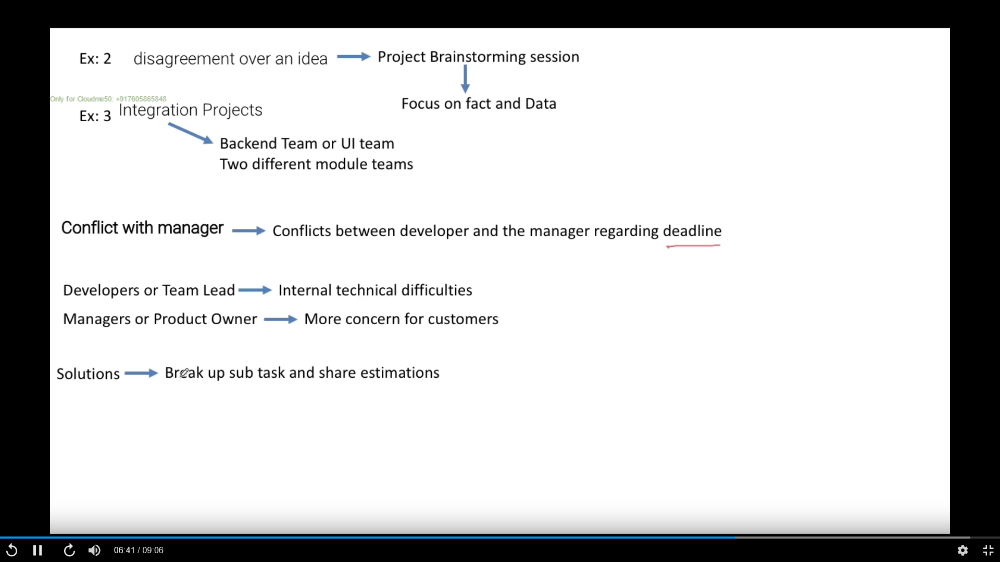 Ex: 2 disagreement over an idea Project Brainstorming session
Focus on fact and Data
Only for Cloudme50: +917605865848
Ex: 3 Integration Projects
Backend Team or UI team
Two different module teams
Conflict with manager Conflicts between developer and the manager regarding deadline
Developers or Team Lead Internal technical difficulties
Managers or Product Owner More concern for customers
Solutions Break up sub task and share estimations
06:41 / 09:06